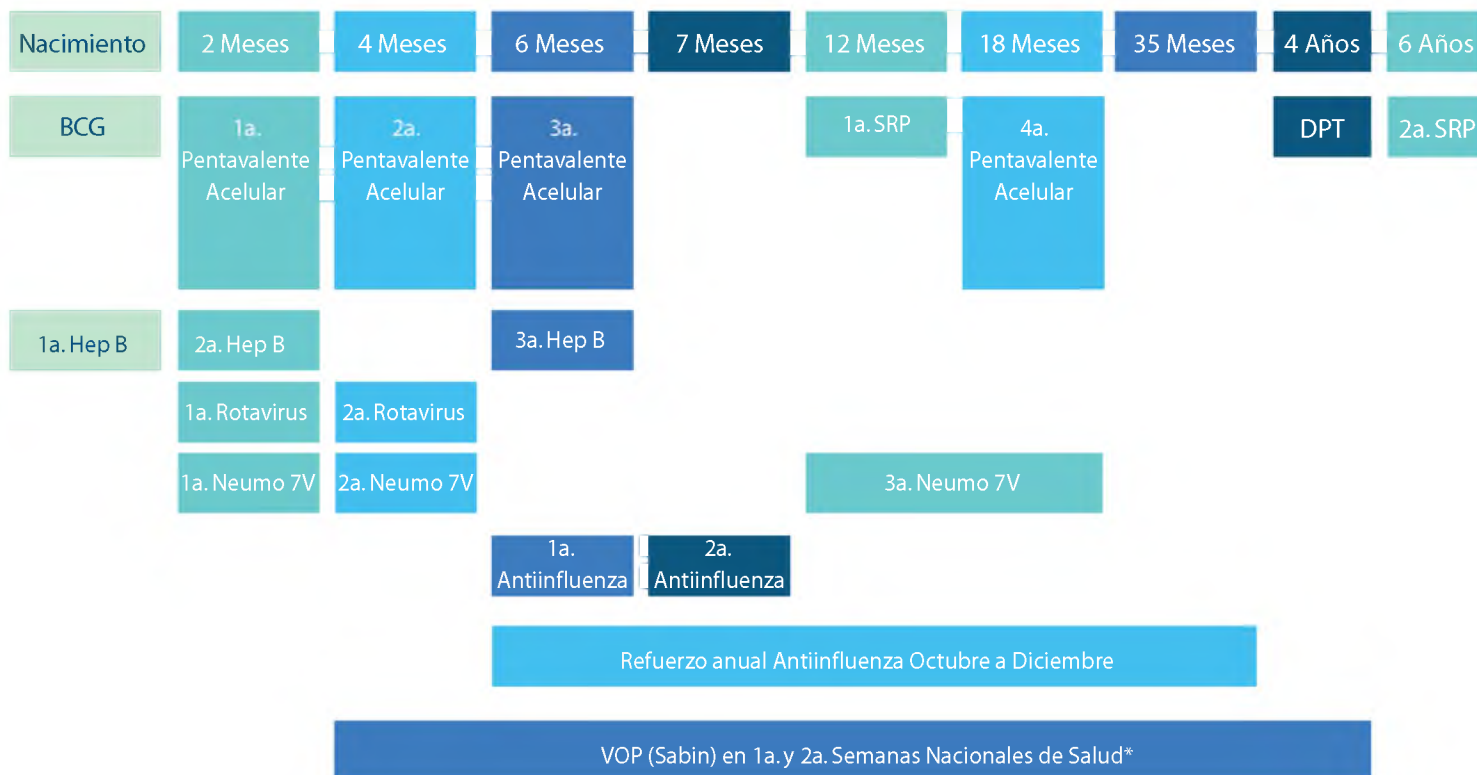 Nacimiento
2 Meses
4 Meses
6 Meses
7 Meses
12 Meses
18 Meses
35 Meses
4 Años
6 Años
BCG
1a.
Pentavalente
Acelular
2a.
Pentavalente
Acelular
3a.
Pentavalente
Acelular
1a. SRP
4a.
Pentavalente
Acelular
DPT
2a. SRP
1a. Hep B
2a. Hep B
3a. Hep B
1a. Rotavirus
2a. Rotavirus
1a. Neumo 7V
2a. Neumo 7V
3a. Neumo 7V
1a.
Antiinfluenza
2a.
Antiinfluenza
Refuerzo anual Antiinfluenza Octubre a Diciembre
VOP (Sabin) en 1a. y 2a. Semanas Nacionales de Salud*